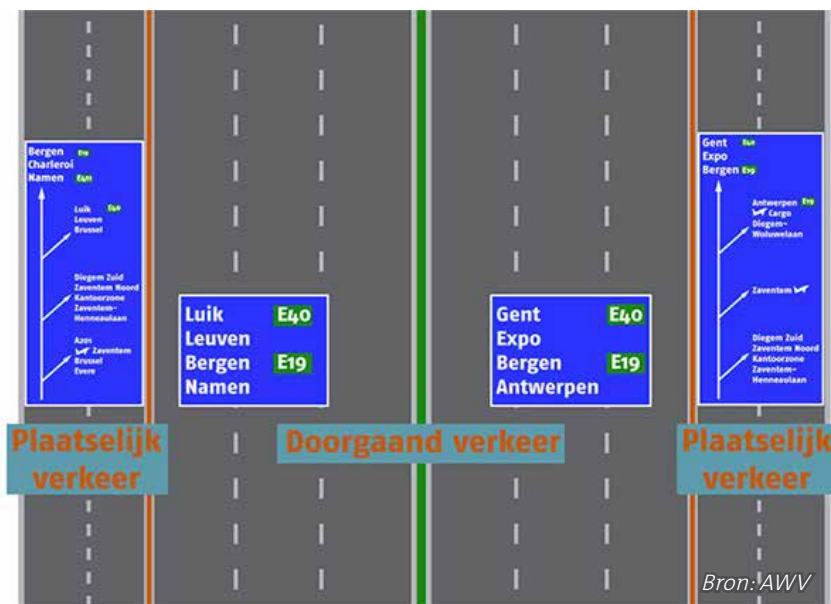 Bergen E19
Charleroi
Namen E411
Luik E40
Leuven
Brussel
Diegem Zuid
Zaventem Noord
Kantoorzone
Zaventem-
Henneaulaan
A201
Zaventem
Brussel
Evere
Luik E40
Leuven
Bergen E19
Namen
Gent E40
Expo
Bergen E19
Antwerpen
Gent E40
Expo
Bergen E19
Antwerpen E19
Cargo
Diegem-
Woluwelaan
Zaventem
Diegem Zuid
Zaventem Noord
Kantoorzone
Zaventem-
Henneaulaan
Plaatselijk
verkeer
Doorgaand verkeer
Plaatselijk
verkeer
Bron: AWV